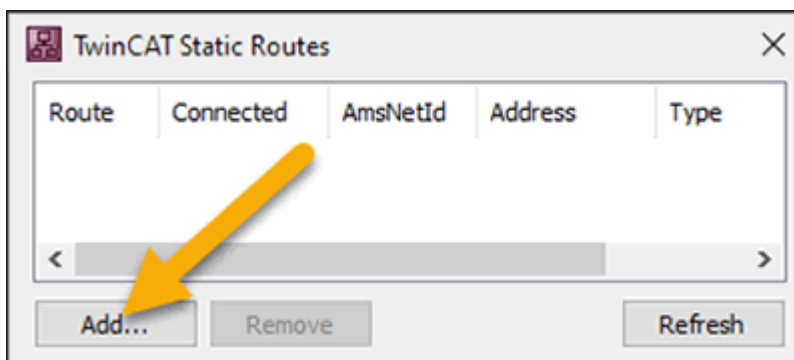 TwinCAT Static Routes
Route Connected AmsNetId Address Type
Add... Remove Refresh